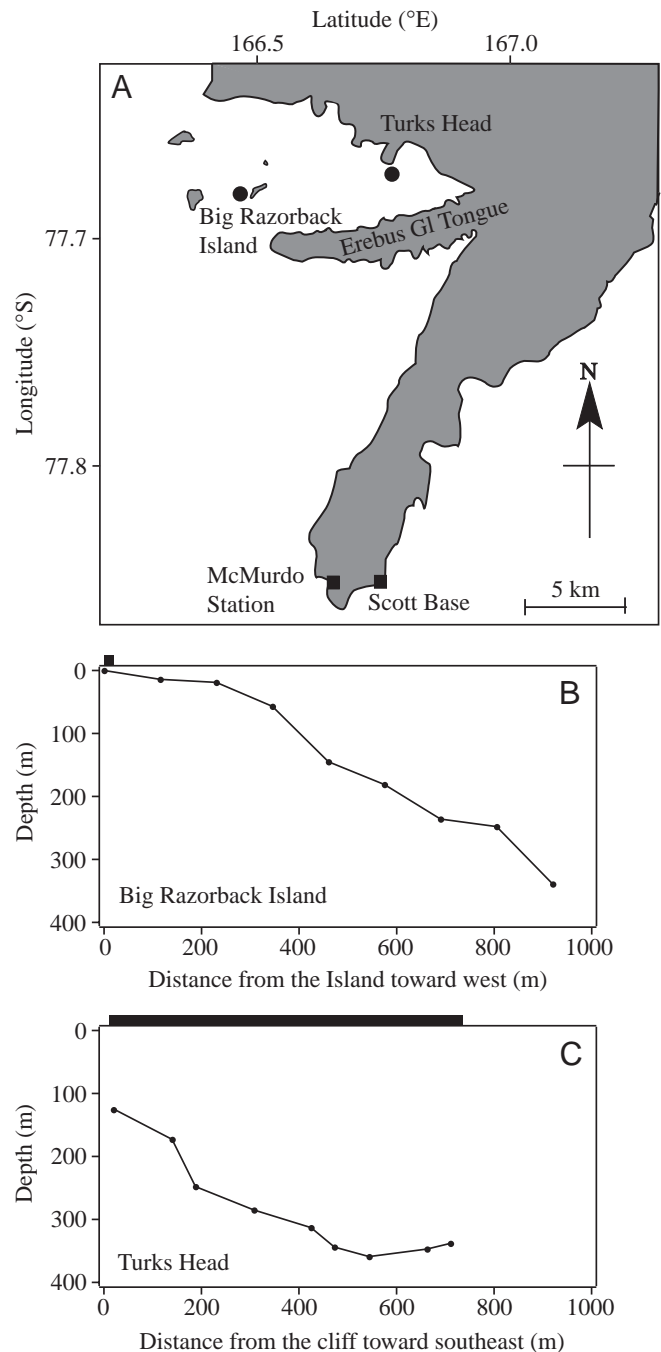 Latitude (°E)
166.5 167.0
A
Turks Head
Big Razorback
Island
Erebus Gl Tongue
77.7
Longitude (°S)
N
77.8
McMurdo
Station
Scott Base
5 km
B
0
100
200
300
400
Depth (m)
Big Razorback Island
0 200 400 600 800 1000
Distance from the Island toward west (m)
C
0
100
200
300
400
Depth (m)
Turks Head
0 200 400 600 800 1000
Distance from the cliff toward southeast (m)